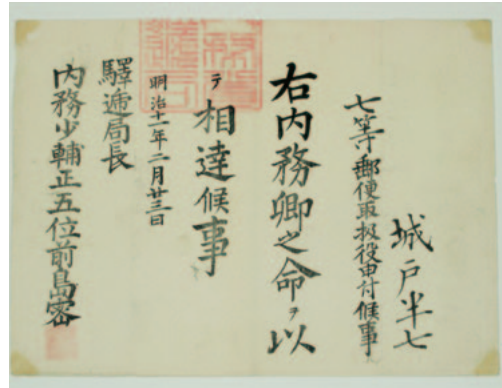 城戸半七
七等郵便取扱役申付候事
右内務卿之命ヲ以
テ相達候事
明治十一年二月廿三日
驛逓局長
内務少輔正五位前島密